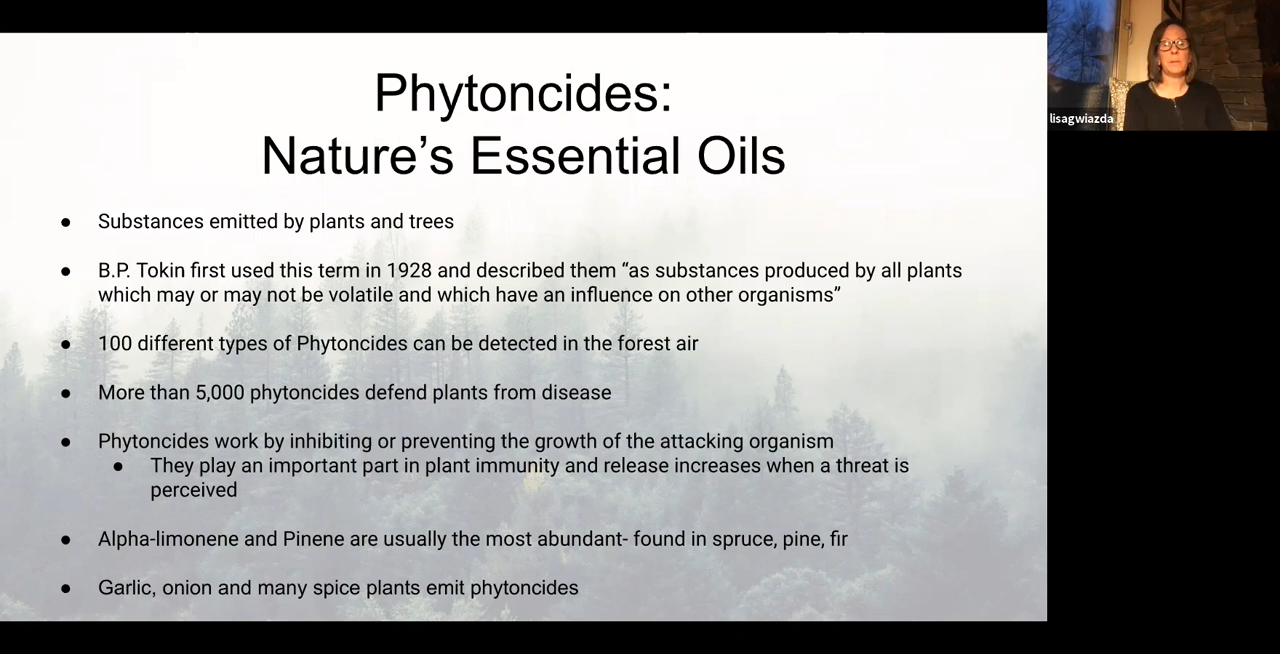 Phytoncides:
Nature’s Essential Oils
● Substances emitted by plants and trees
● B.P. Tokin first used this term in 1928 and described them “as substances produced by all plants
which may or may not be volatile and which have an influence on other organisms”
● 100 different types of Phytoncides can be detected in the forest air
● More than 5,000 phytoncides defend plants from disease
● Phytoncides work by inhibiting or preventing the growth of the attacking organism
● They play an important part in plant immunity and release increases when a threat is
perceived
● Alpha-limonene and Pinene are usually the most abundant- found in spruce, pine, fir
● Garlic, onion and many spice plants emit phytoncides
lisagwiazda